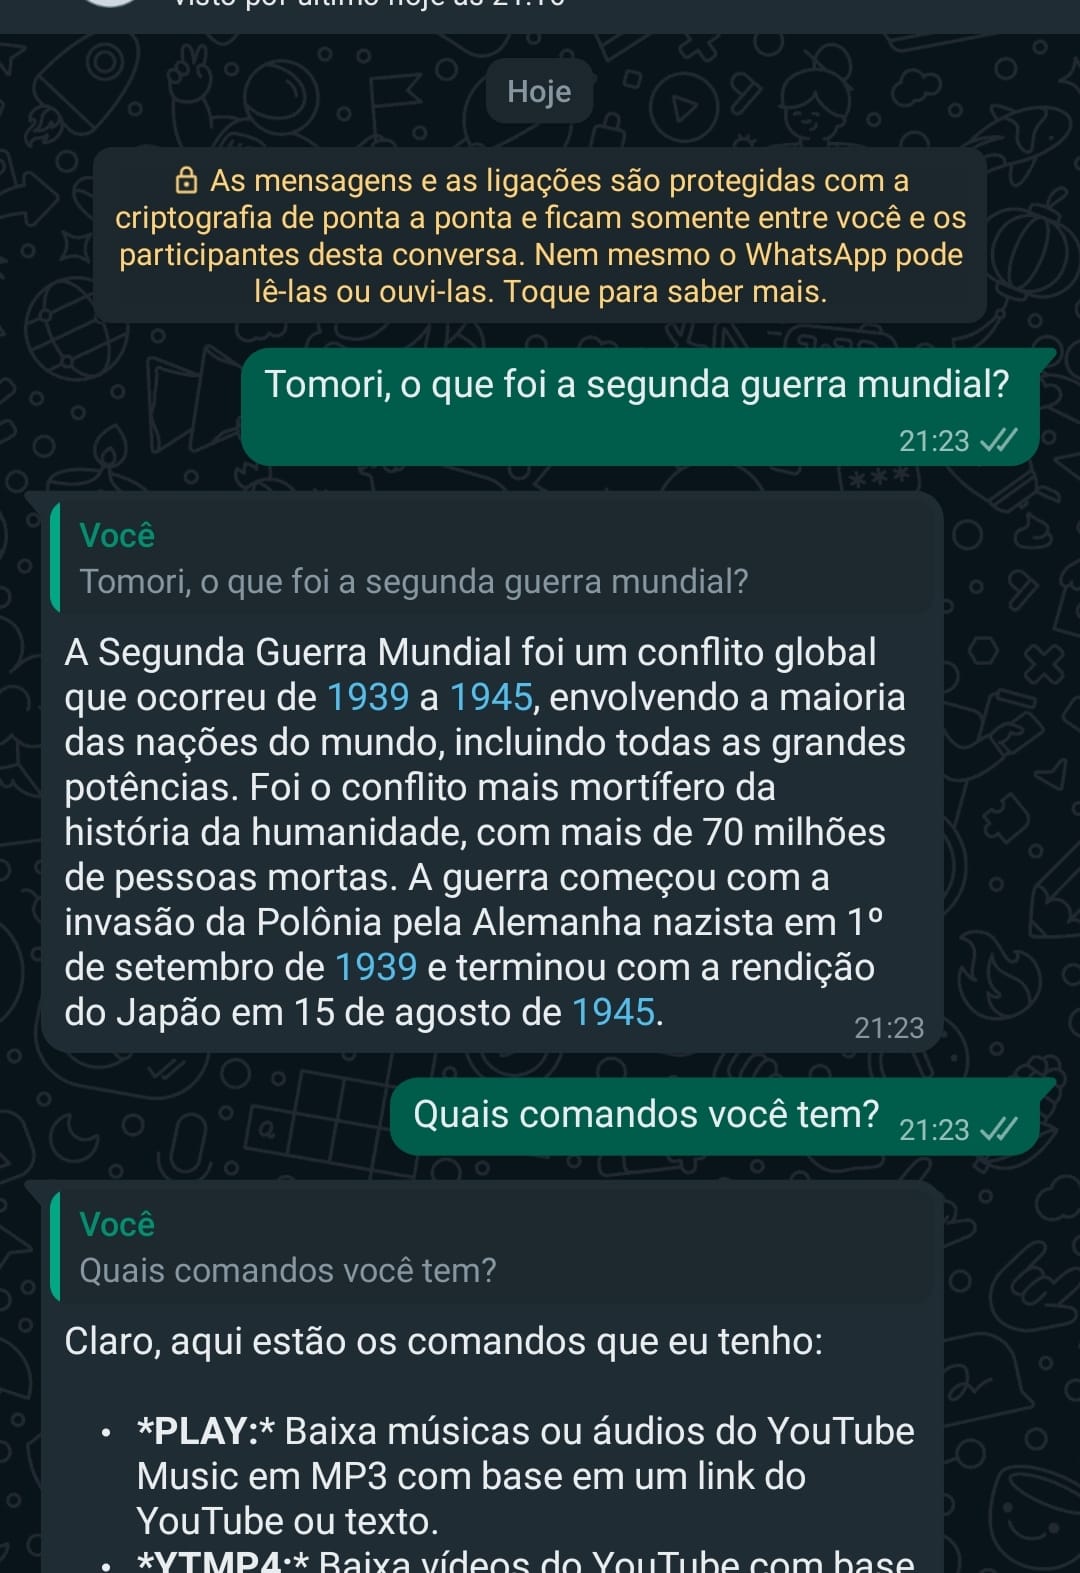 visto por último hoje às 21:16
Hoje
As mensagens e as ligações são protegidas com a
criptografia de ponta a ponta e ficam somente entre você e os
participantes desta conversa. Nem mesmo o WhatsApp pode
lê-las ou ouvi-las. Toque para saber mais.
Tomori, o que foi a segunda guerra mundial?
21:23
Você
Tomori, o que foi a segunda guerra mundial?
A Segunda Guerra Mundial foi um conflito global
que ocorreu de 1939 a 1945, envolvendo a maioria
das nações do mundo, incluindo todas as grandes
potências. Foi o conflito mais mortífero da
história da humanidade, com mais de 70 milhões
de pessoas mortas. A guerra começou com a
invasão da Polônia pela Alemanha nazista em 1º
de setembro de 1939 e terminou com a rendição
do Japão em 15 de agosto de 1945.
21:23
Quais comandos você tem? 21:23
Você
Quais comandos você tem?
Claro, aqui estão os comandos que eu tenho:
• *PLAY:* Baixa músicas ou áudios do YouTube
Music em MP3 com base em um link do
YouTube ou texto.
• *YTMP4:* Baixa vídeos do YouTube com base